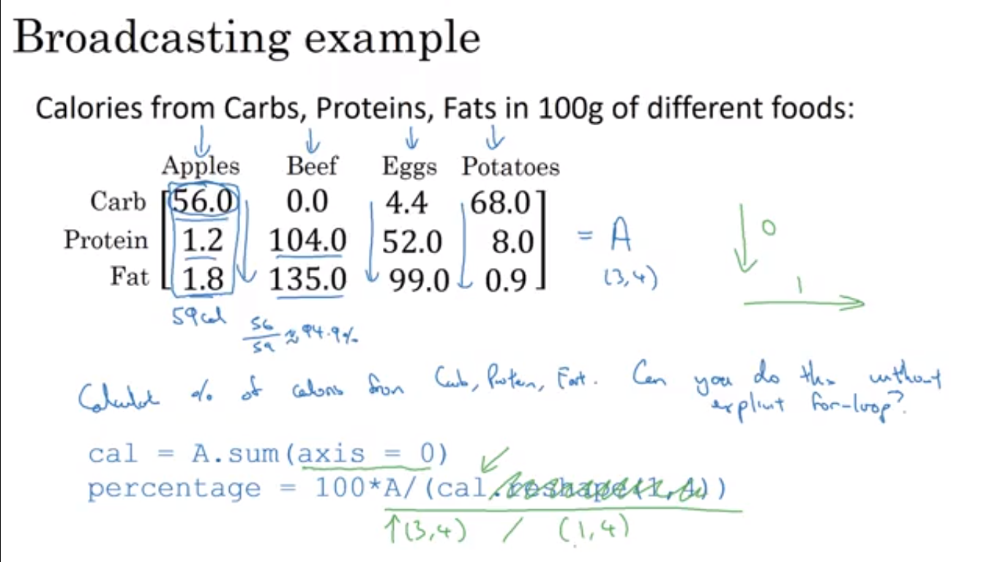 Broadcasting example
Calories from Carbs, Proteins, Fats in 100g of different foods:
Apples Beef Eggs Potatoes
Carb 56.0 0.0 4.4 68.0
Protein 1.2 104.0 52.0 8.0 = A
Fat 1.8 135.0 99.0 0.9 (3,4)
0
1
59cal
56/59 ≈ 94.9%
Calculate % of calories from Carb, Protein, Fat. Can you do this without
explicit for-loop?
cal = A.sum(axis = 0)
percentage = 100*A/(cal.reshape(1,4))
↑(3,4) / (1,4)